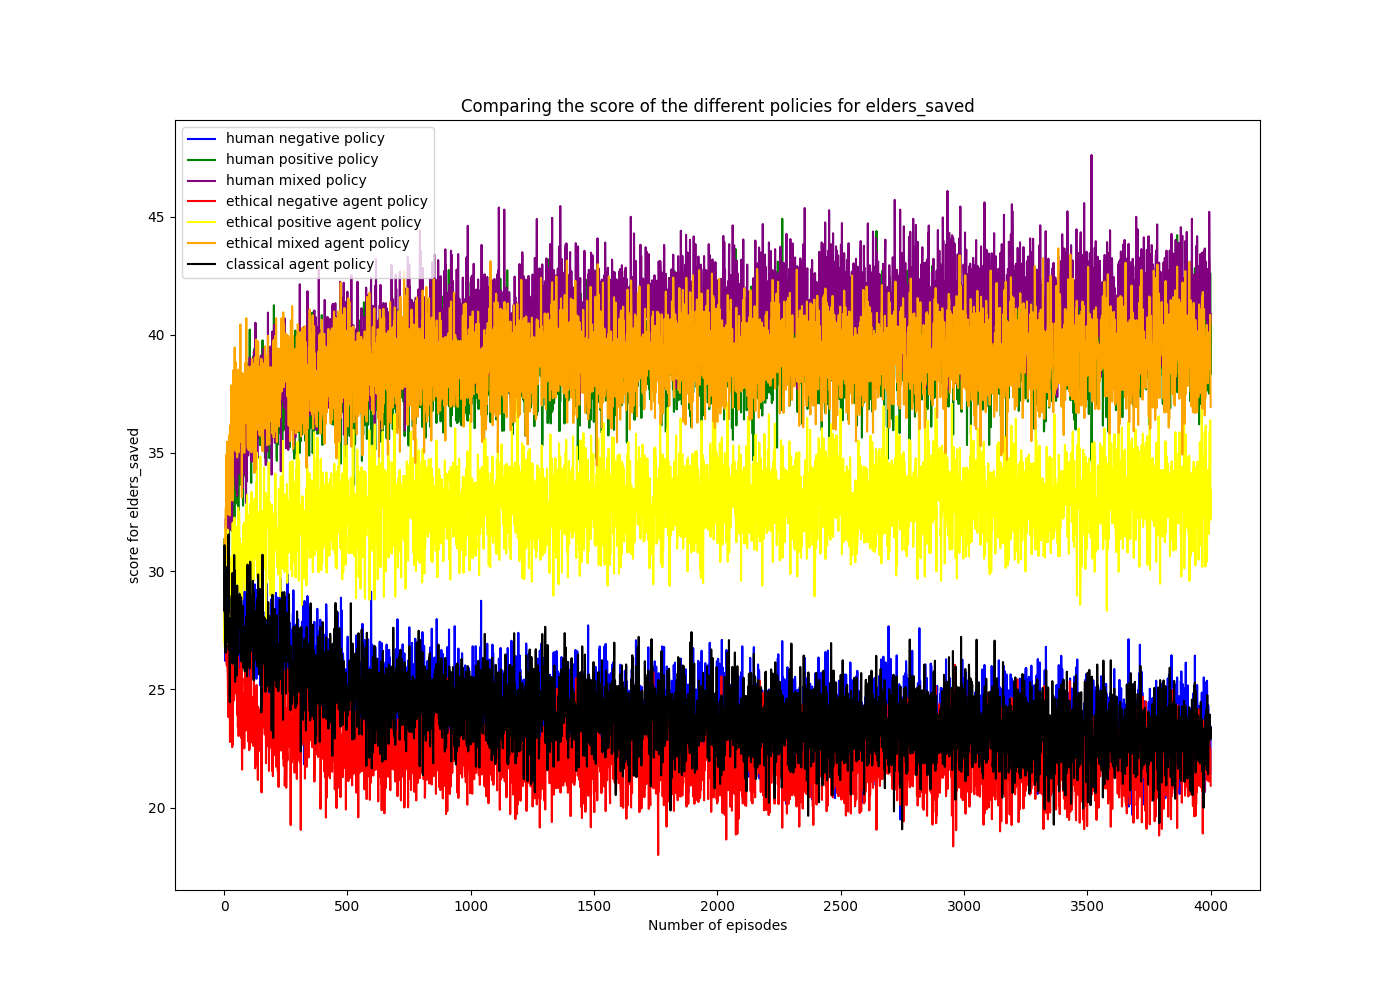 Comparing the score of the different policies for elders_saved
human negative policy
human positive policy
human mixed policy
ethical negative agent policy
ethical positive agent policy
ethical mixed agent policy
classical agent policy
score for elders_saved
45
40
35
30
25
20
0 500 1000 1500 2000 2500 3000 3500 4000
Number of episodes